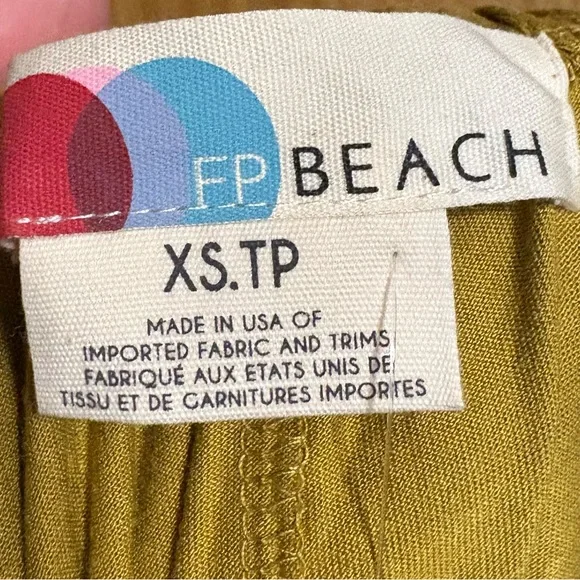 FP BEACH
XS.TP
MADE IN USA OF
IMPORTED FABRIC AND TRIMS
FABRIQUÉ AUX ETATS UNIS DE
TISSU ET DE CARNITURES IMPORTES